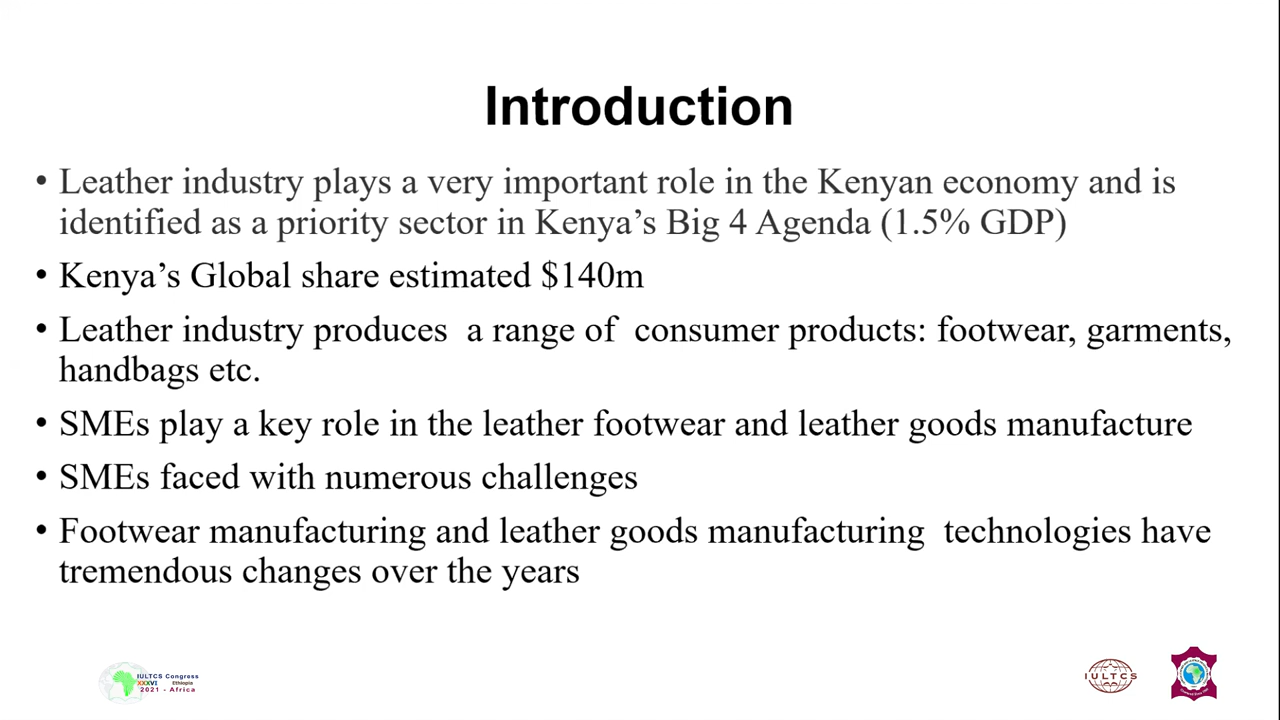 Introduction
• Leather industry plays a very important role in the Kenyan economy and is
identified as a priority sector in Kenya’s Big 4 Agenda (1.5% GDP)
• Kenya’s Global share estimated $140m
• Leather industry produces a range of consumer products: footwear, garments,
handbags etc.
• SMEs play a key role in the leather footwear and leather goods manufacture
• SMEs faced with numerous challenges
• Footwear manufacturing and leather goods manufacturing technologies have
tremendous changes over the years
IULTCS Congress
XXXVI Ethiopia
2021 - Africa
IULTCS